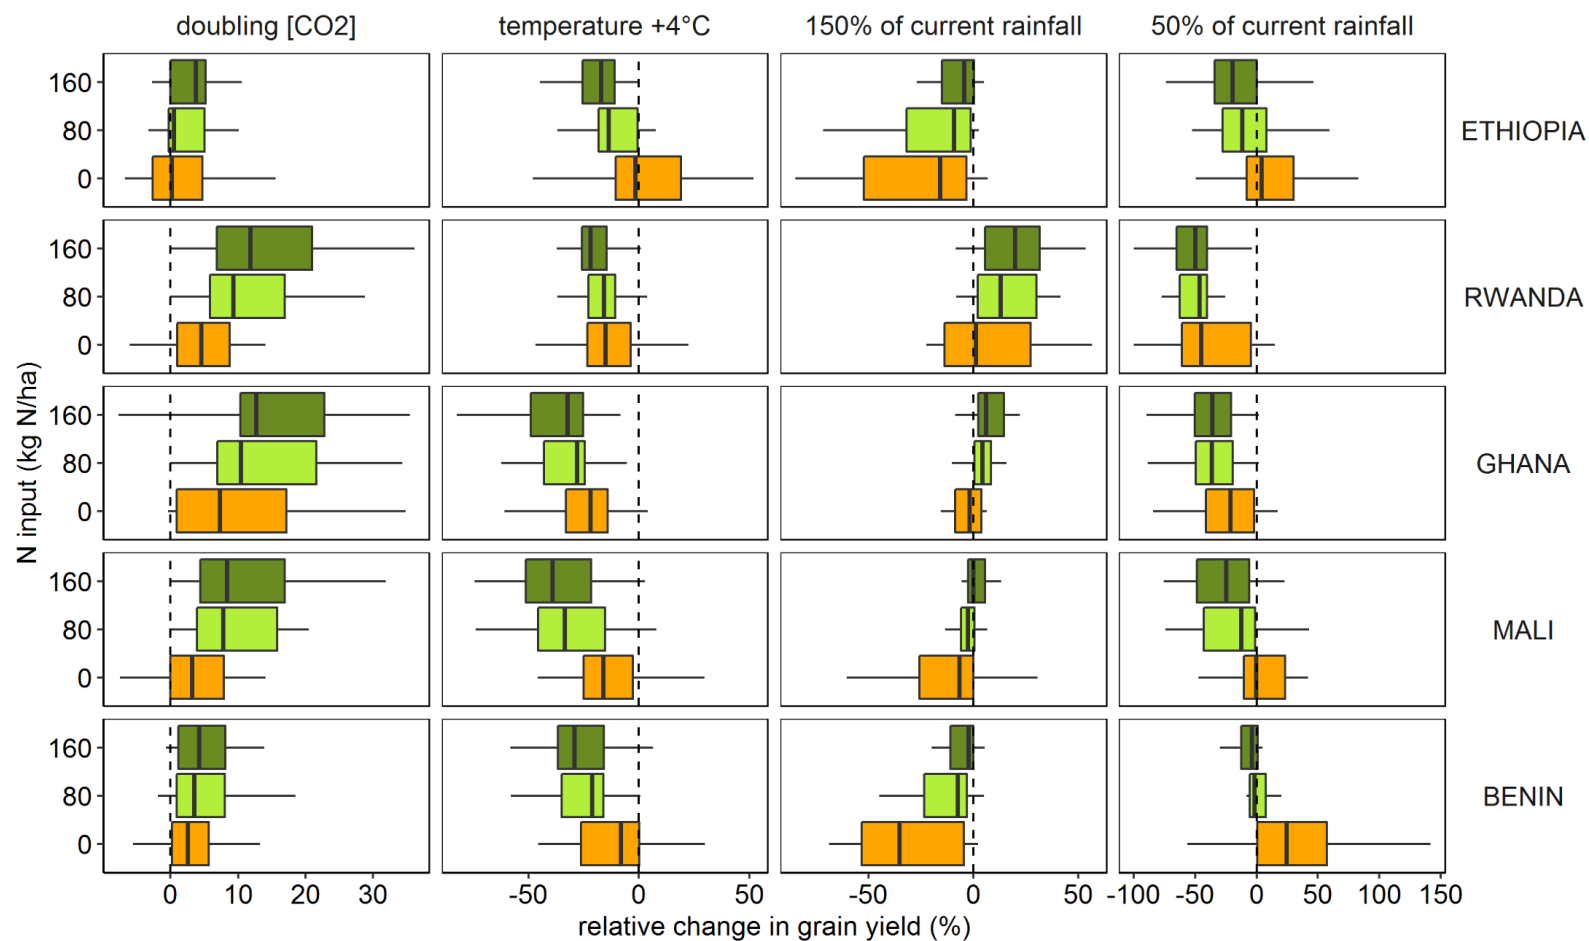 doubling [CO2] temperature +4°C 150% of current rainfall 50% of current rainfall
N input (kg N/ha)
160
80
0
ETHIOPIA
160
80
0
RWANDA
160
80
0
GHANA
160
80
0
MALI
160
80
0
BENIN
0 10 20 30 -50 0 50 -50 0 50 -100 -50 0 50 100 150
relative change in grain yield (%)